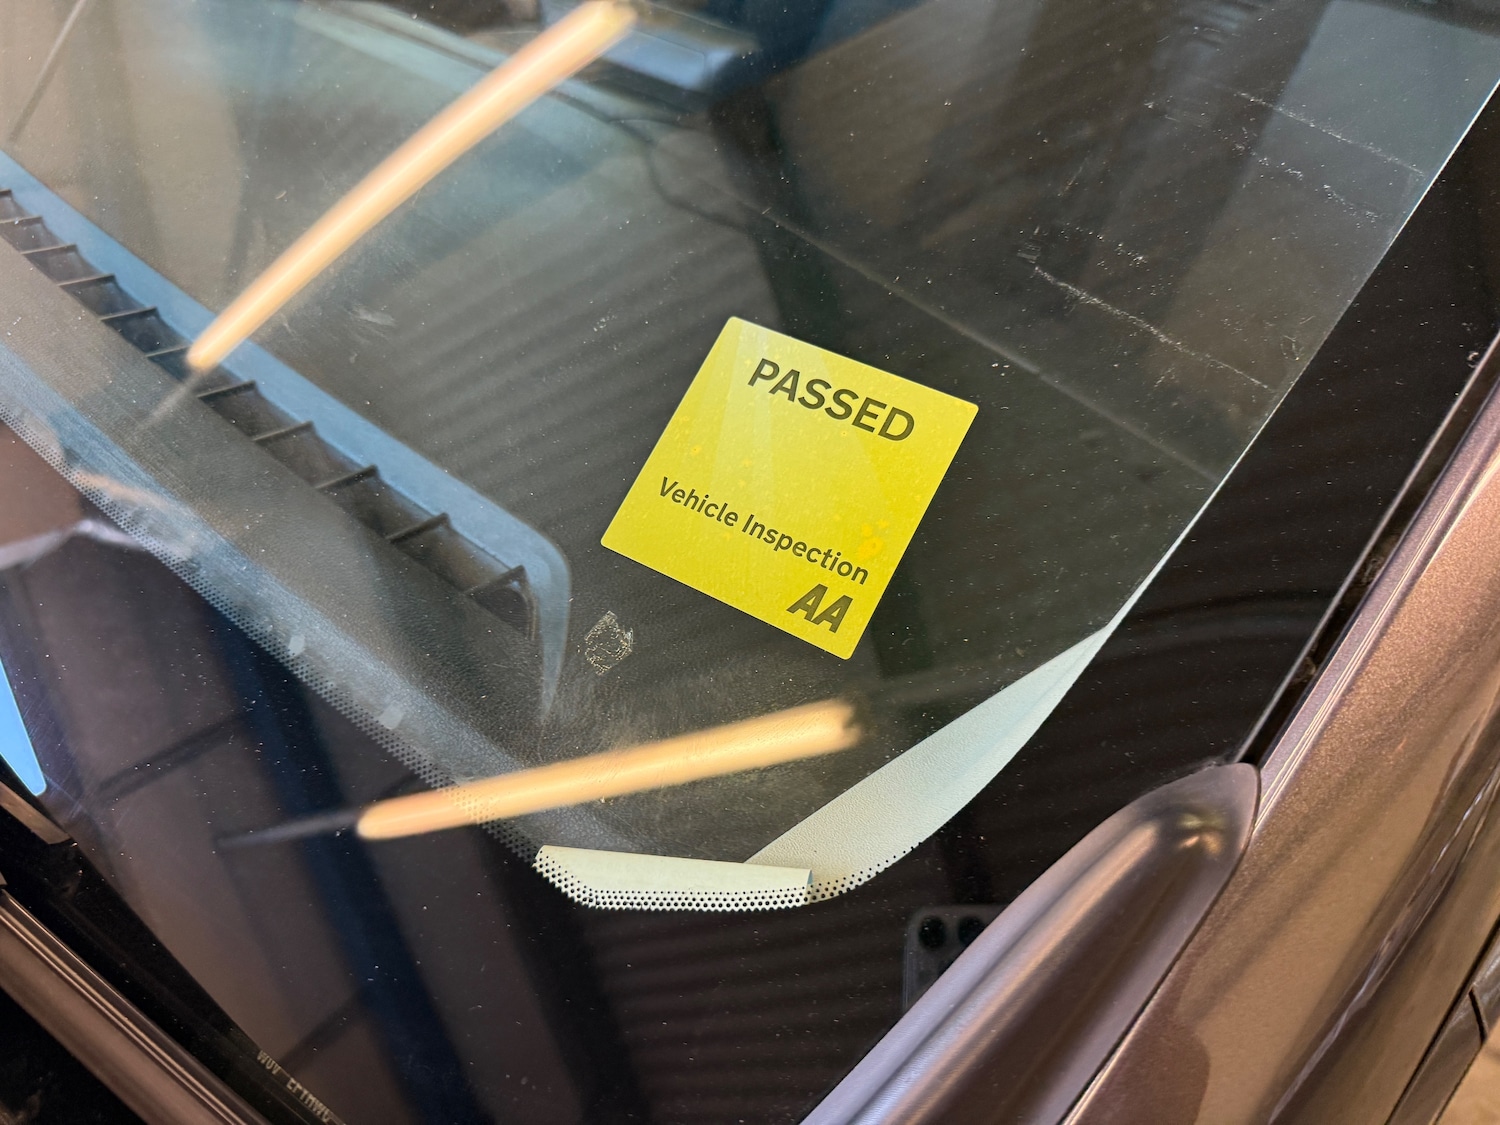 PASSED
Vehicle Inspection
AA